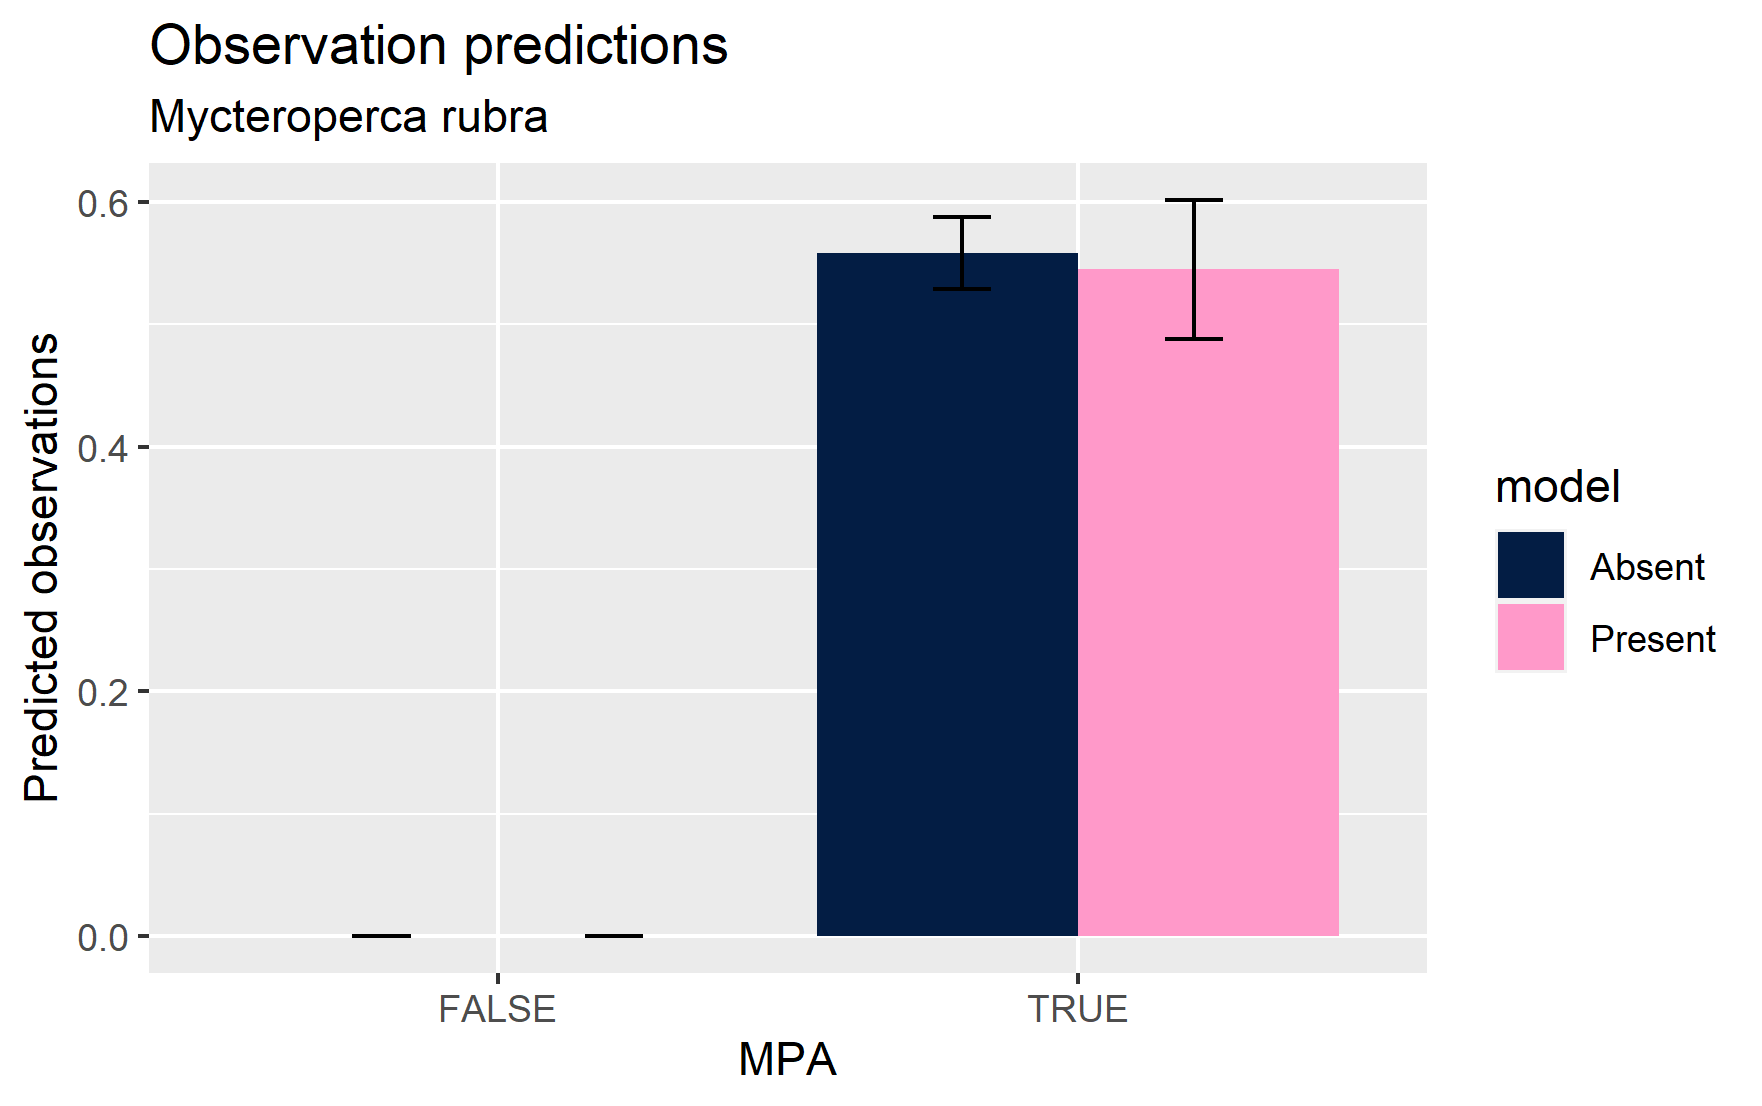 Observation predictions
Mycteroperca rubra
Predicted observations
0.6
0.4
0.2
0.0
FALSE
TRUE
MPA
model
Absent
Present